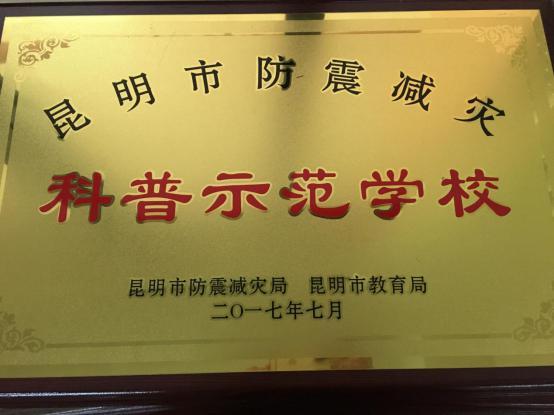 昆明市防震减灾
科普示范学校
昆明市防震减灾局 昆明市教育局
二〇一七年七月